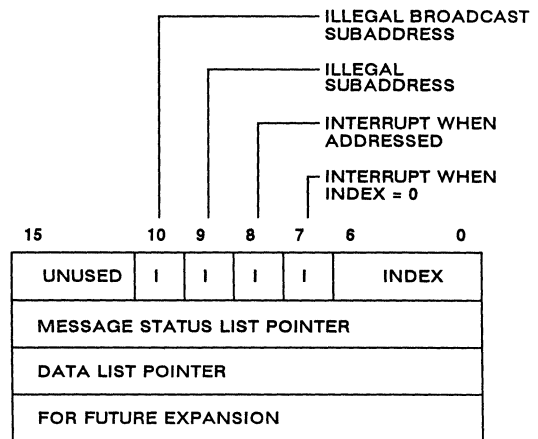 ILLEGAL BROADCAST
SUBADDRESS
ILLEGAL
SUBADDRESS
INTERRUPT WHEN
ADDRESSED
INTERRUPT WHEN
INDEX = 0
15 10 9 8 7 6 0
UNUSED I I I I INDEX
MESSAGE STATUS LIST POINTER
DATA LIST POINTER
FOR FUTURE EXPANSION